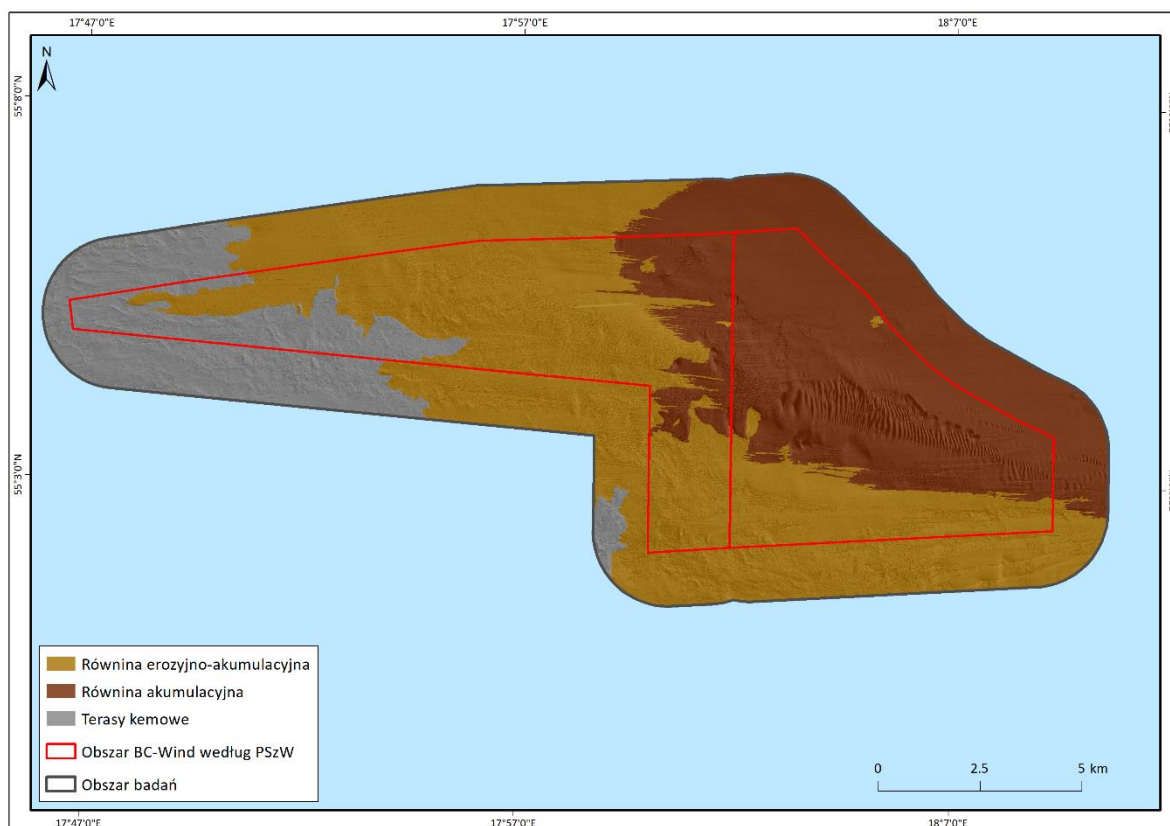 17°47'0"E 17°57'0"E 18°7'0"E
N
55°8'0"N
55°3'0"N
Równina erozyjno-akumulacyjna
Równina akumulacyjna
Terasy kemowe
Obszar BC-Wind według PSzW
Obszar badań
0 2.5 5 km
17°47'0"E 17°57'0"E 18°7'0"E